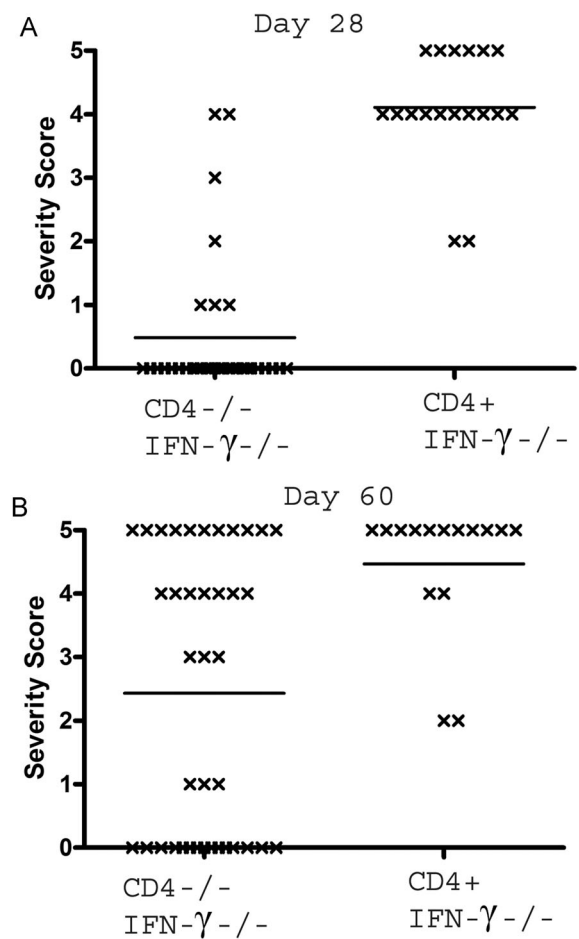 A
Day 28
Severity Score
5
4
3
2
1
0
CD4-/-
IFN-γ-/-
CD4+
IFN-γ-/-
B
Day 60
Severity Score
5
4
3
2
1
0
CD4-/-
IFN-γ-/-
CD4+
IFN-γ-/-